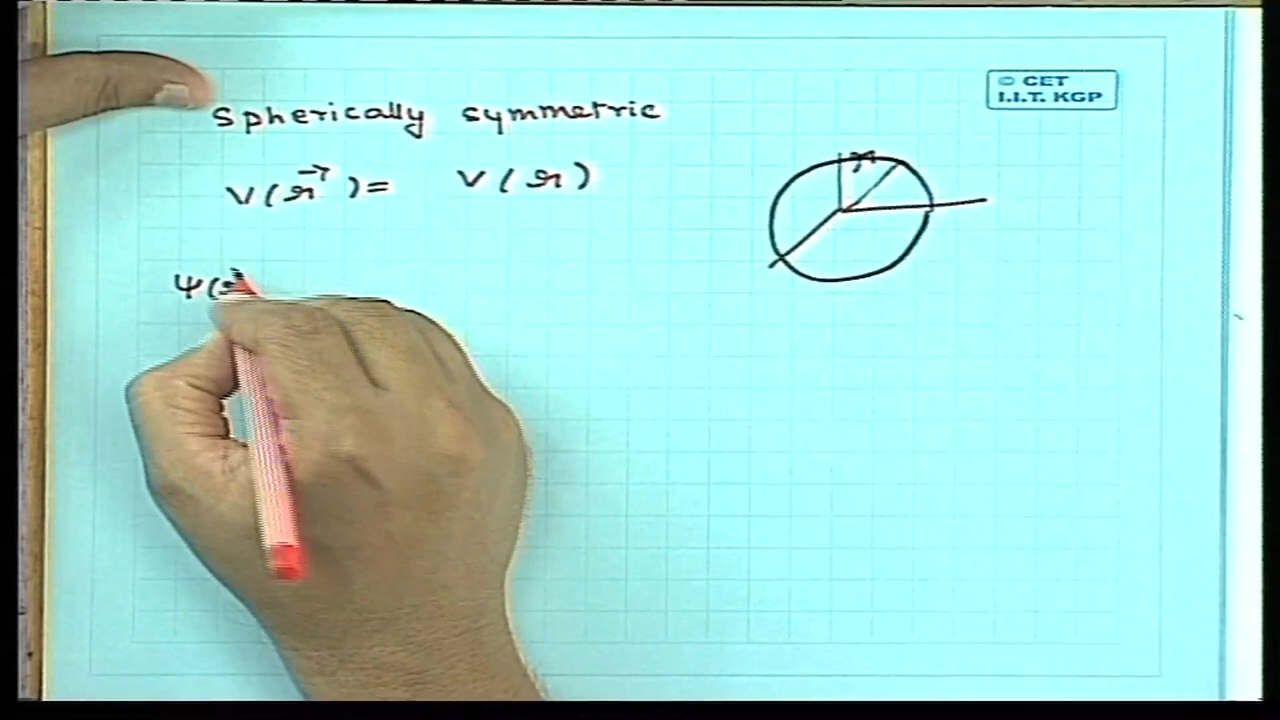 © CET
I.I.T. KGP
Spherically symmetric
V(r⃗) = V(r)
r
Ψ(r